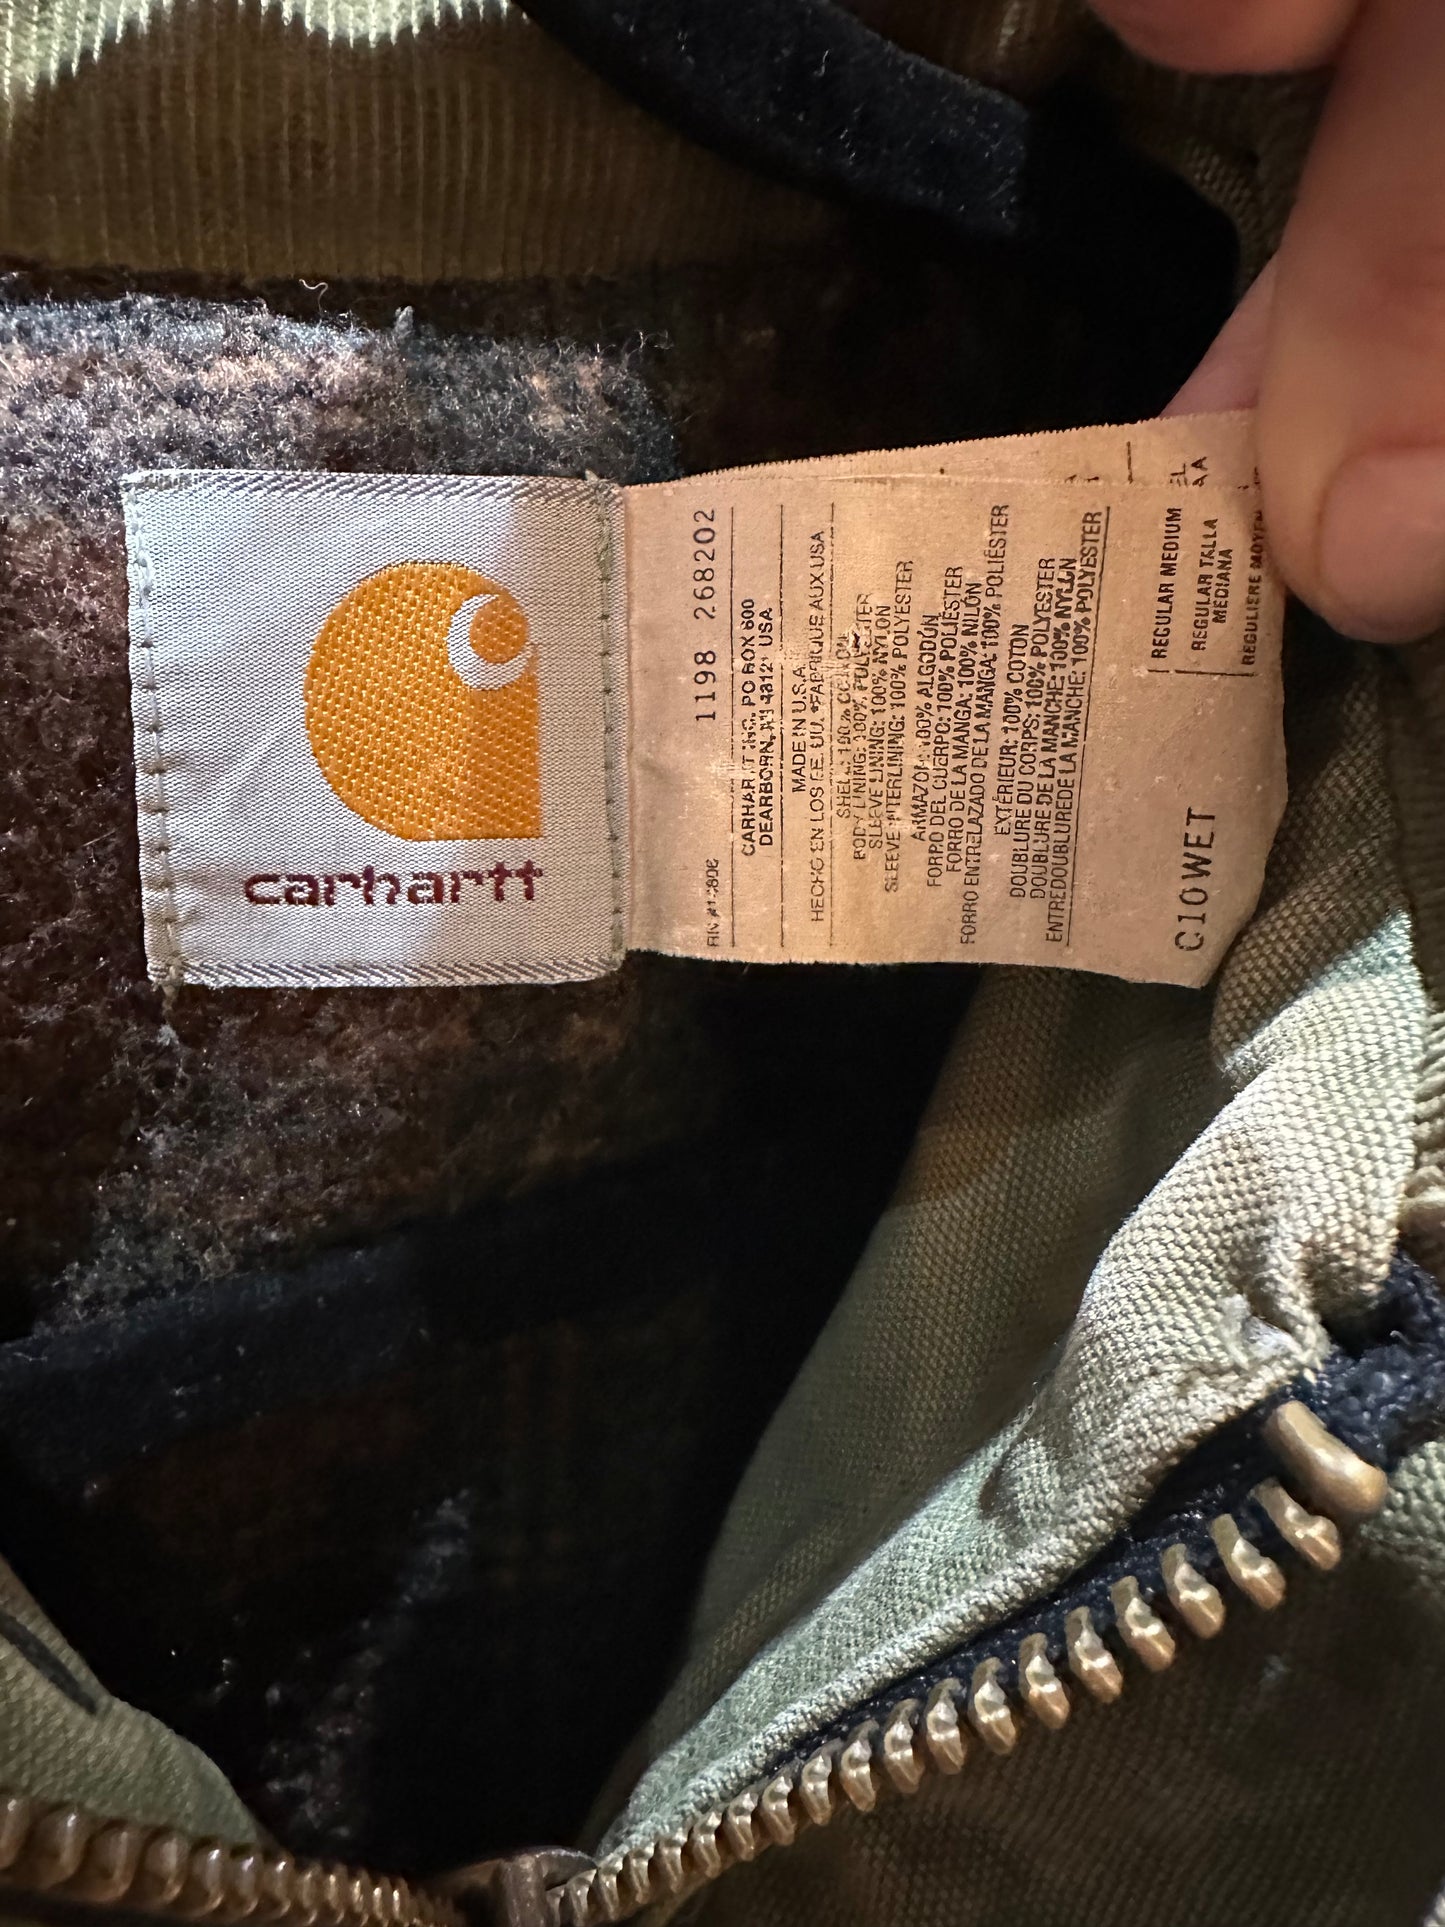 carhartt
1198 268202
RN #14806
CARHARTT INC. PO BOX 600
DEARBORN, MI 48121 USA
MADE IN U.S.A.
HECHO EN LOS EE. UU. FABRIQUE AUX USA
SHELL: 100% COTTON
BODY LINING: 100% POLYESTER
SLEEVE LINING: 100% NYLON
SLEEVE INTERLINING: 100% POLYESTER
ARMAZON: 100% ALGODÓN
FORRO DEL CUERPO: 100% POLIÉSTER
FORRO DE LA MANGA: 100% NILÓN
FORRO ENTRELAZADO DE LA MANGA: 100% POLIÉSTER
EXTÉRIEUR: 100% COTON
DOUBLURE DU CORPS: 100% POLYESTER
DOUBLURE DE LA MANCHE: 100% NYLON
ENTREDOUBLURE DE LA MANCHE: 100% POLYESTER
C10WET
REGULAR MEDIUM
REGULAR TALLA
MEDIANA
REGULIERE